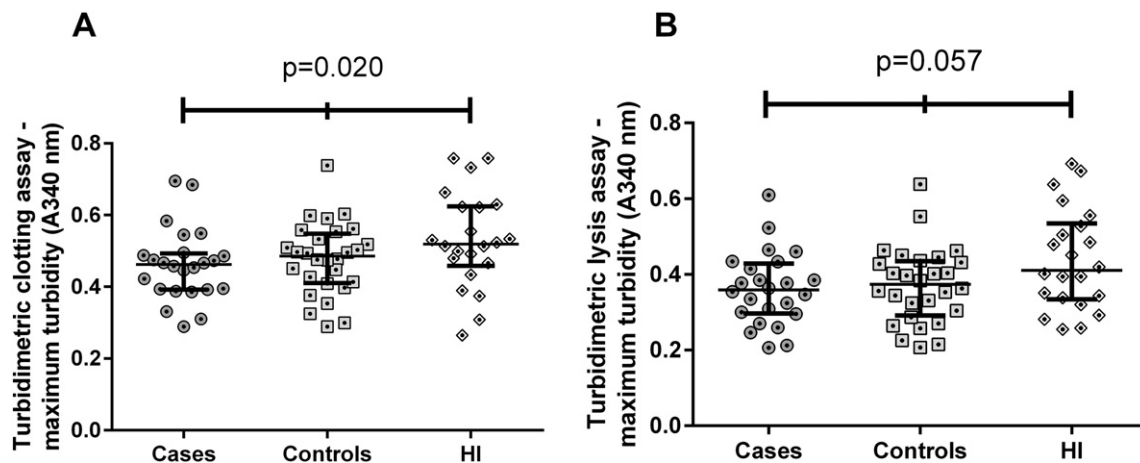 A
p=0.020
Turbidimetric clotting assay -
maximum turbidity (A340 nm)
0.8
0.6
0.4
0.2
0.0
Cases Controls HI
B
p=0.057
Turbidimetric lysis assay -
maximum turbidity (A340 nm)
0.8
0.6
0.4
0.2
0.0
Cases Controls HI